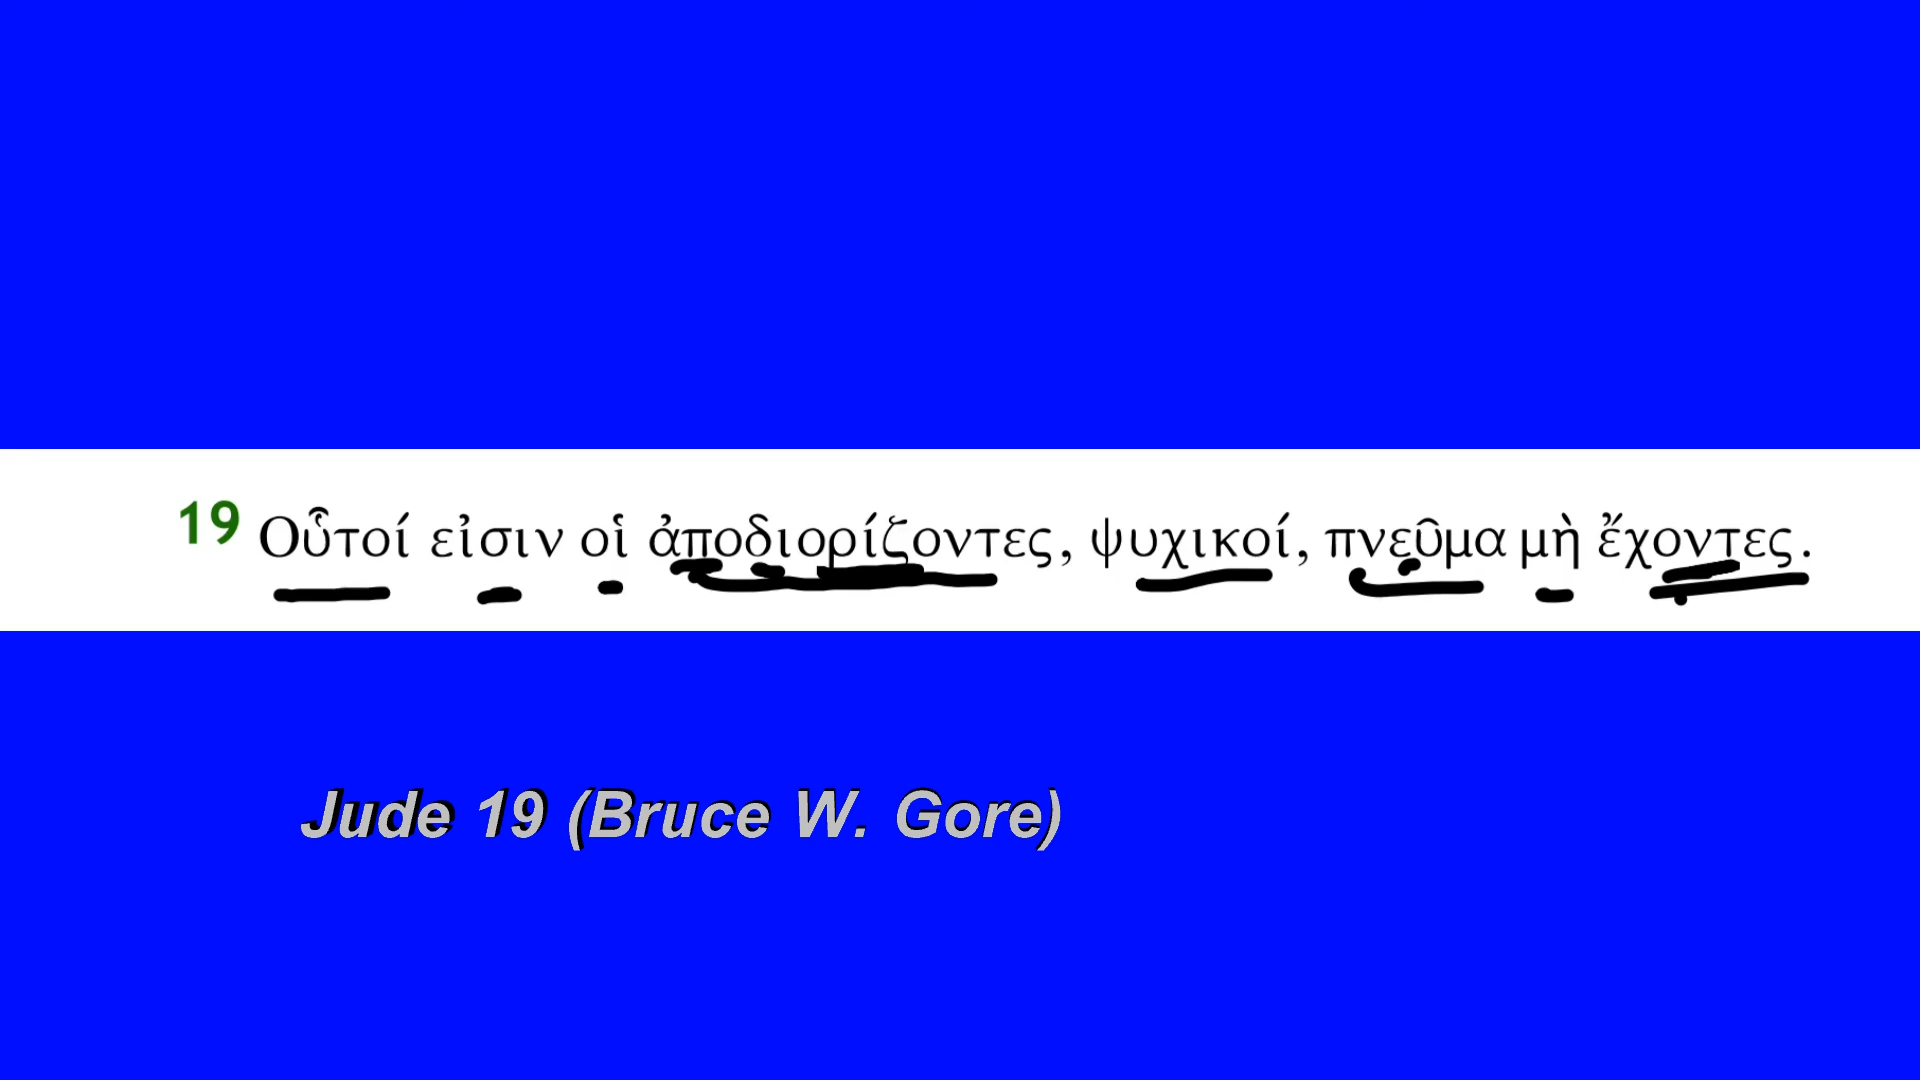 19 Οὗτοί εἰσιν οἱ ἀποδιορίζοντες, ψυχικοί, πνεῦμα μὴ ἔχοντες.
Jude 19 (Bruce W. Gore)